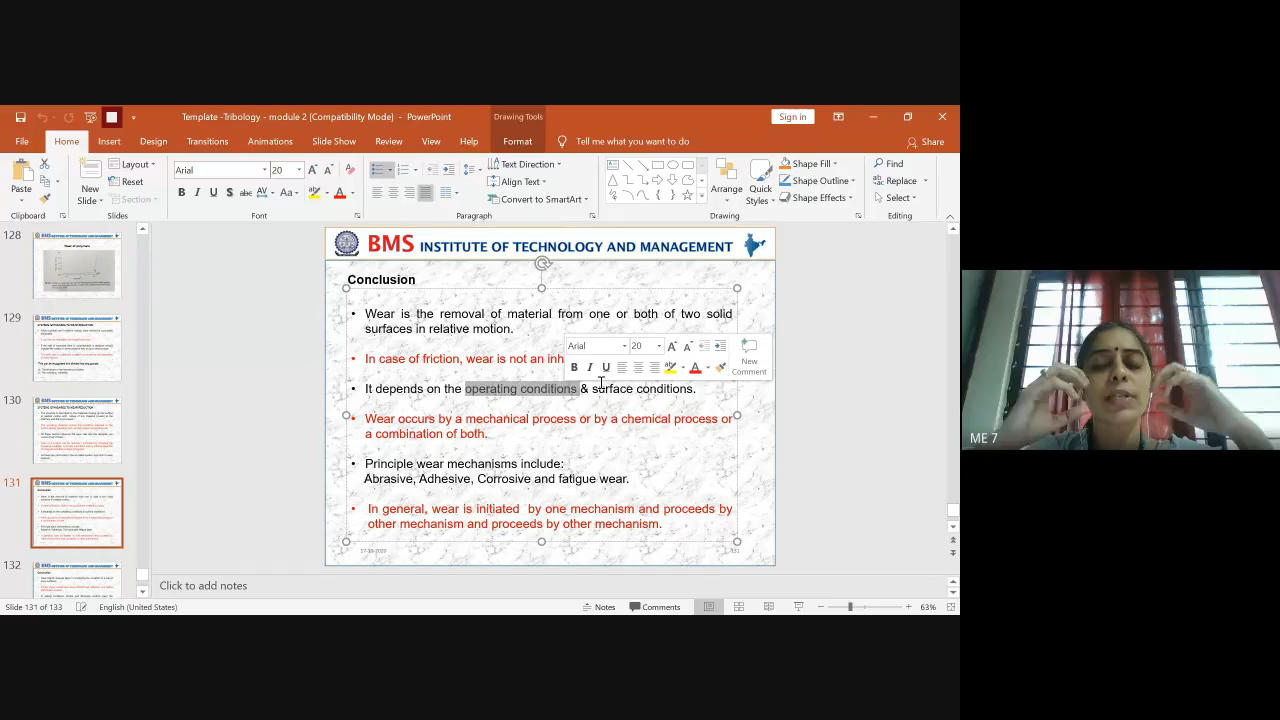 Template -Tribology - module 2 [Compatibility Mode] - PowerPoint
Drawing Tools
Sign in
File Home Insert Design Transitions Animations Slide Show Review View Help Format Tell me what you want to do Share
Paste
Clipboard
New
Slide
Layout
Reset
Section
Slides
Arial 20
B I U S abc AV Aa A
Font
Text Direction
Align Text
Convert to SmartArt
Paragraph
Arrange
Quick
Styles
Shape Fill
Shape Outline
Shape Effects
Drawing
Find
Replace
Select
Editing
128
129
130
131
132
BMS INSTITUTE OF TECHNOLOGY AND MANAGEMENT
Conclusion
Wear is the removal of material from one or both of two solid
surfaces in relative motion.
• In case of friction, wear is not an inh
• It depends on the operating conditions & surface conditions.
• Wear occurs by a mechanical process or by a chemical process or
a combination of both.
• Principle wear mechanisms include:
Abrasive, Adhesive
wear.
• In general, wear is initiated by one mechanism and proceeds by
other mechanism and proceeds by other mechanism.
17-10-2020
131
Arial 20
B I U
New
Comment
ME 7
Click to add notes
Slide 131 of 133 English (United States) Notes Comments 63%